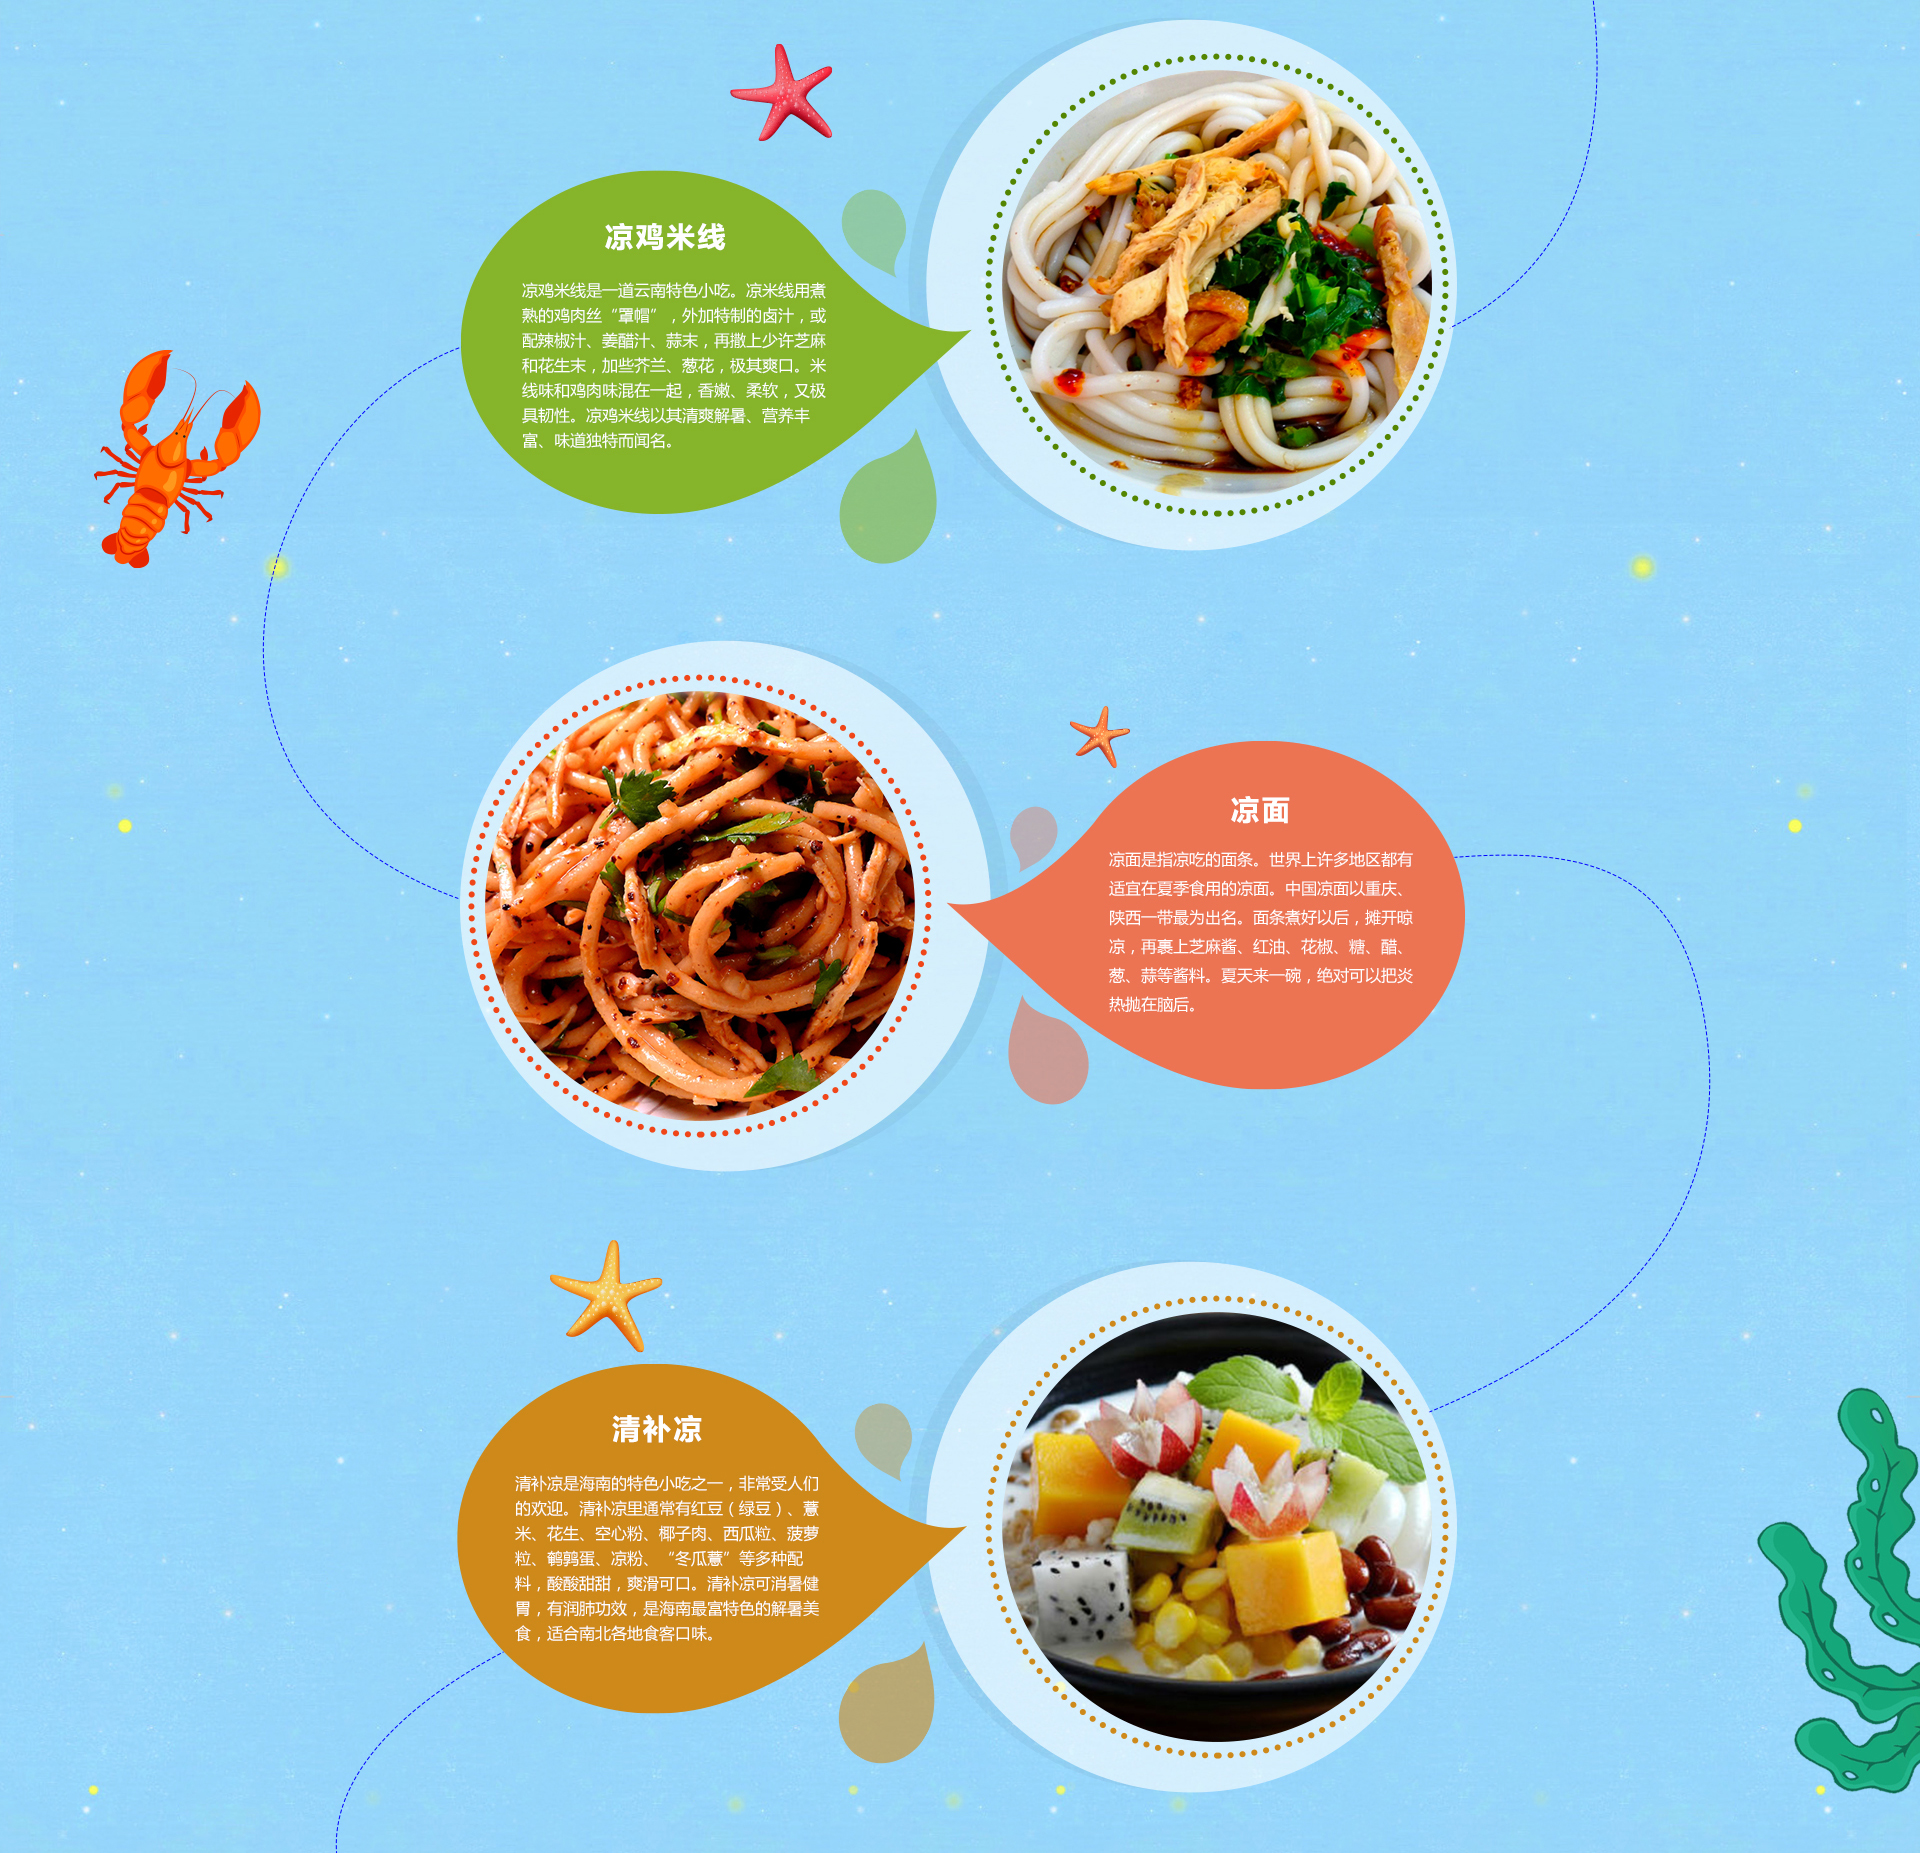 凉鸡米线
凉鸡米线是一道云南特色小吃。凉米线用煮
熟的鸡肉丝“罩帽”，外加特制的卤汁，或
配辣椒汁、姜醋汁、蒜末，再撒上少许芝麻
和花生末，加些芥兰、葱花，极其爽口。米
线味和鸡肉味混在一起，香嫩、柔软，又极
具韧性。凉鸡米线以其清爽解暑、营养丰
富、味道独特而闻名。
凉面
凉面是指凉吃的面条。世界上许多地区都有
适宜在夏季食用的凉面。中国凉面以重庆、
陕西一带最为出名。面条煮好以后，摊开晾
凉，再裹上芝麻酱、红油、花椒、糖、醋、
葱、蒜等酱料。夏天来一碗，绝对可以把炎
热抛在脑后。
清补凉
清补凉是海南的特色小吃之一，非常受人们
的欢迎。清补凉里通常有红豆（绿豆）、薏
米、花生、空心粉、椰子肉、西瓜粒、菠萝
粒、鹌鹑蛋、凉粉、“冬瓜薏”等多种配
料，酸酸甜甜，爽滑可口。清补凉可消暑健
胃，有润肺功效，是海南最富特色的解暑美
食，适合南北各地食客口味。